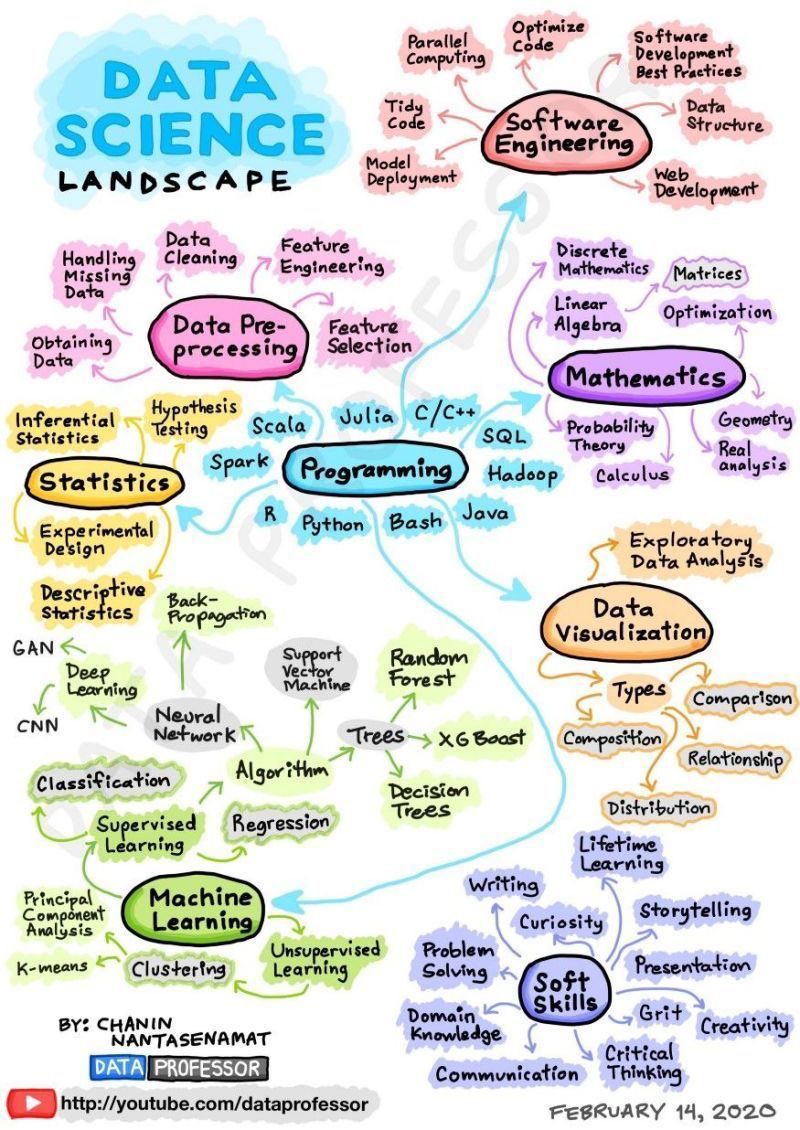 DATA
SCIENCE
LANDSCAPE
Parallel
Computing
Optimize
Code
Software
Development
Best Practices
Tidy
Code
Software
Engineering
Data
Structure
Model
Deployment
Web
Development
Handling
Missing
Data
Data
Cleaning
Feature
Engineering
Obtaining
Data
Data Pre-
processing
Feature
Selection
Discrete
Mathematics
Matrices
Linear
Algebra
Optimization
Mathematics
Probability
Theory
Calculus
Geometry
Real
analysis
Inferential
Statistics
Hypothesis
Testing
Statistics
Experimental
Design
Descriptive
Statistics
Scala
Julia
C/C++
SQL
Spark
Programming
Hadoop
R
Python
Bash
Java
Exploratory
Data Analysis
Data
Visualization
Types
Comparison
Composition
Relationship
Distribution
Back-
Propagation
GAN
Deep
Learning
CNN
Neural
Network
Support
Vector
Machine
Random
Forest
Trees
XG Boost
Decision
Trees
Algorithm
Classification
Supervised
Learning
Regression
Machine
Learning
Principal
Component
Analysis
K-means
Clustering
Unsupervised
Learning
Lifetime
Learning
Writing
Curiosity
Storytelling
Problem
Solving
Soft
Skills
Presentation
Domain
Knowledge
Grit
Creativity
Communication
Critical
Thinking
BY: CHANIN
NANTASENAMAT
DATA PROFESSOR
http://youtube.com/dataprofessor
FEBRUARY 14, 2020
DATA PROFESSOR